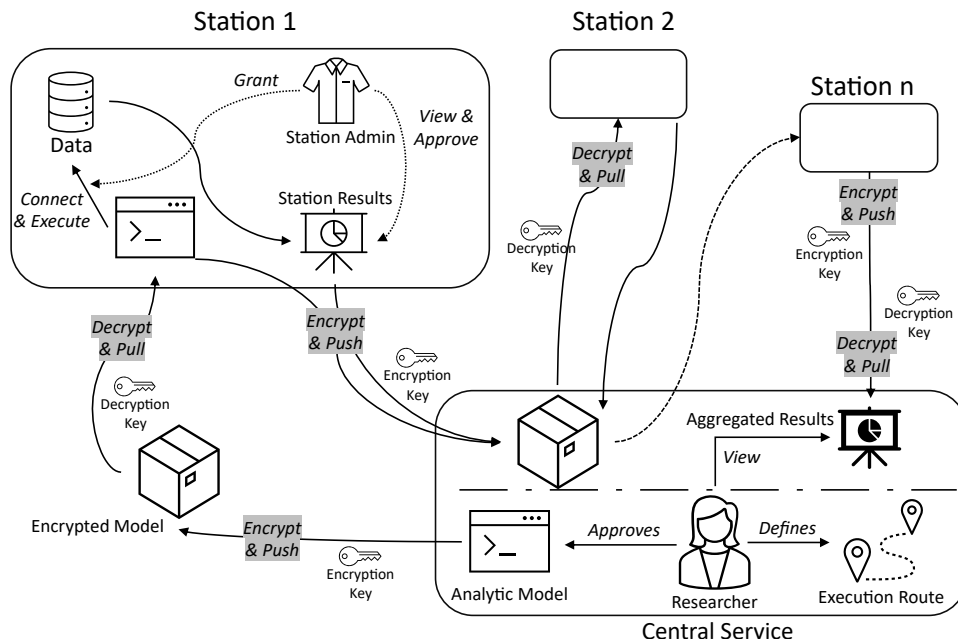 Station 1
Station 2
Station n
Grant
Data
Station Admin
View &
Approve
Connect
& Execute
Station Results
>_
Decrypt
& Pull
Decryption
Key
Encrypt
& Push
Encryption
Key
Decrypt
& Pull
Decryption
Key
Encrypt
& Push
Encryption
Key
Decryption
Key
Decrypt
& Pull
Encrypted Model
Encrypt
& Push
Encryption
Key
Aggregated Results
View
>_
Approves
Defines
Analytic Model
Researcher
Execution Route
Central Service